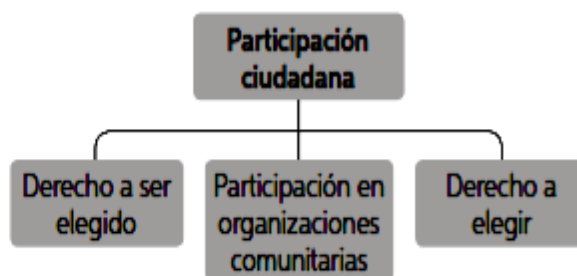 Participación
ciudadana
Derecho a ser
elegido
Participación en
organizaciones
comunitarias
Derecho a
elegir